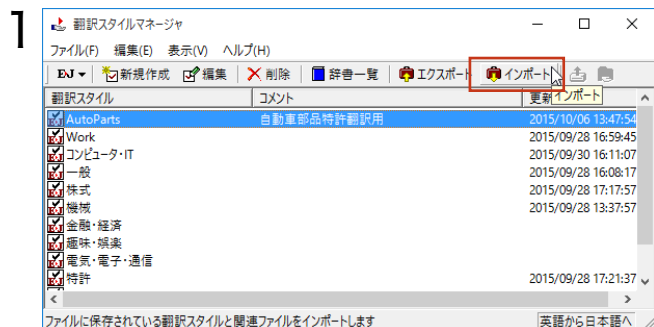 1
翻訳スタイルマネージャ
ファイル(F) 編集(E) 表示(V) ヘルプ(H)
EJ 新規作成 編集 削除 辞書一覧 エクスポート インポート
翻訳スタイル コメント 更新 インポート
AutoParts 自動車部品特許翻訳用 2015/10/06 13:47:54
Work 2015/09/28 16:59:45
コンピュータ・IT 2015/09/30 16:11:07
一般 2015/09/28 16:08:17
株式 2015/09/28 17:17:57
機械 2015/09/28 13:37:57
金融・経済
趣味・娯楽
電気・電子・通信
特許 2015/09/28 17:21:37
ファイルに保存されている翻訳スタイルと関連ファイルをインポートします 英語から日本語へ